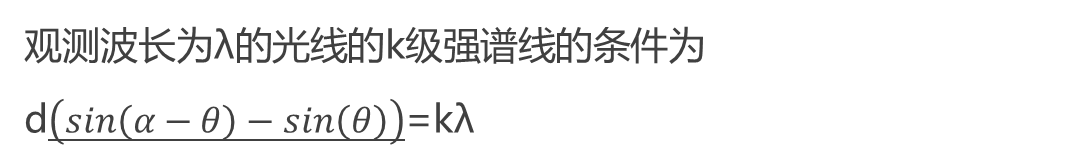 观测波长为λ的光线的k级强谱线的条件为
d(sin(α − θ) − sin(θ))=kλ